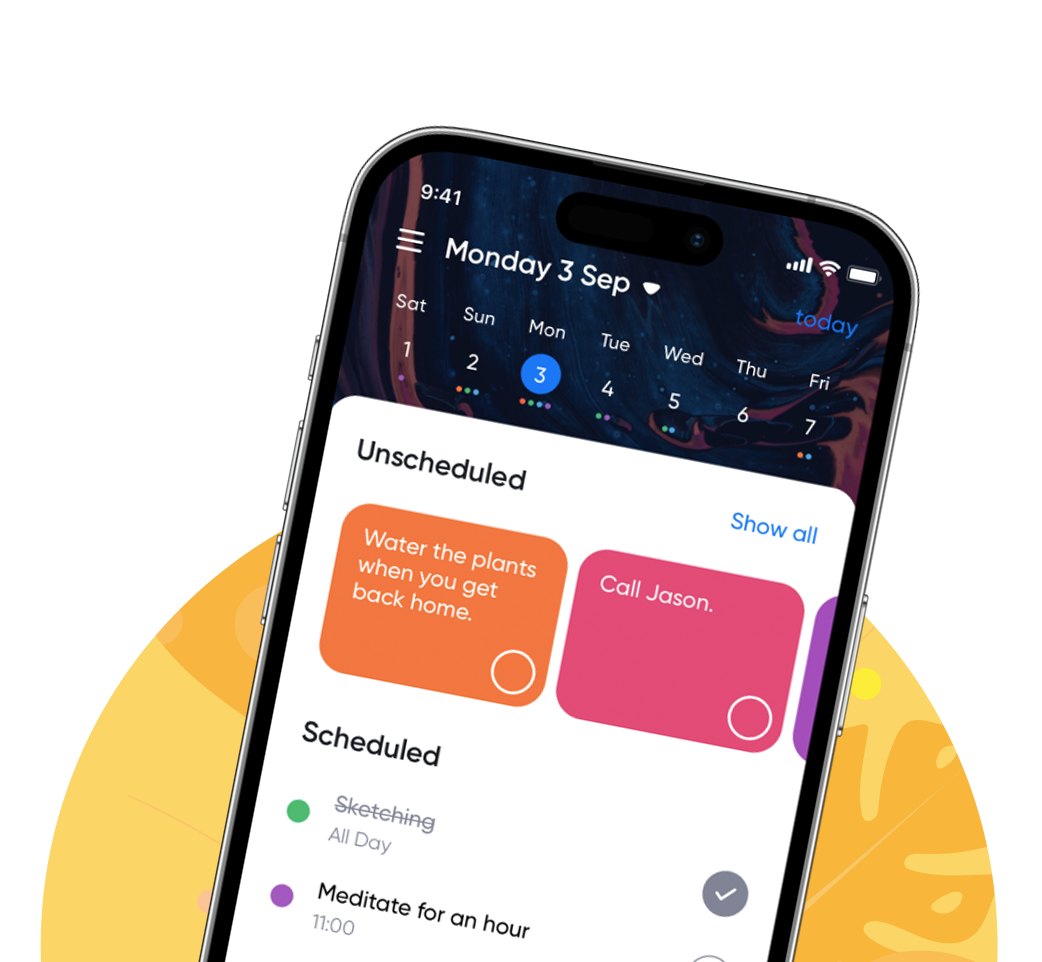 9:41
Monday 3 Sep
today
Sat Sun Mon Tue Wed Thu Fri
1 2 3 4 5 6 7
Unscheduled
Show all
Water the plants
when you get
back home.
Call Jason.
Scheduled
Sketching
All Day
Meditate for an hour
11:00